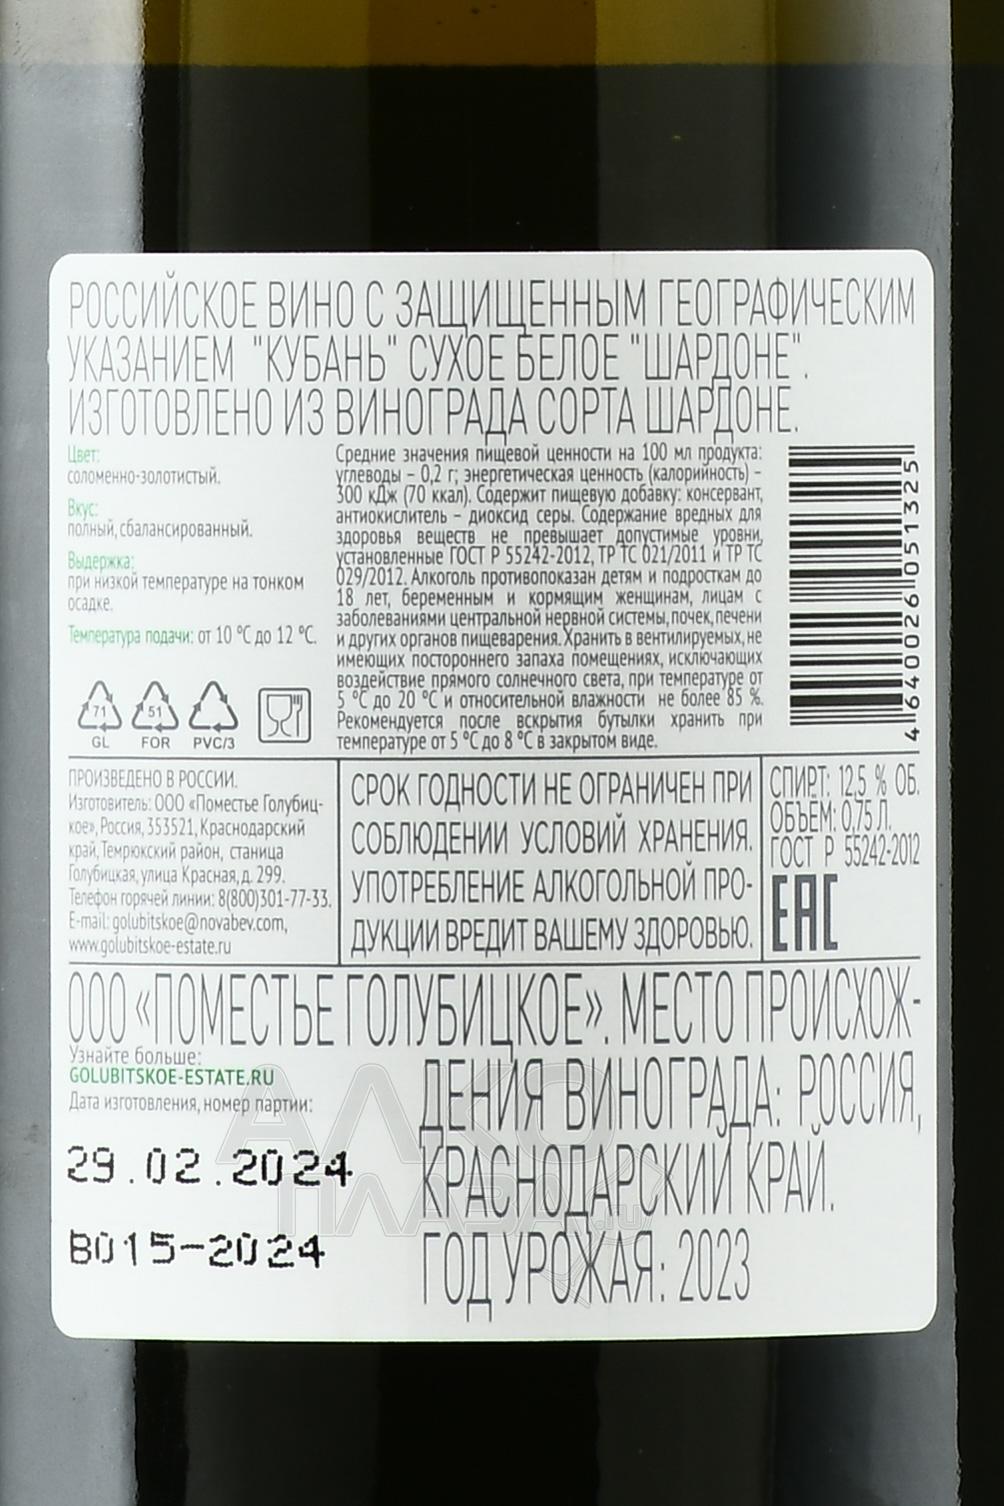 РОССИЙСКОЕ ВИНО С ЗАЩИЩЕННЫМ ГЕОГРАФИЧЕСКИМ
УКАЗАНИЕМ "КУБАНЬ" СУХОЕ БЕЛОЕ "ШАРДОНЕ".
ИЗГОТОВЛЕНО ИЗ ВИНОГРАДА СОРТА ШАРДОНЕ.
Цвет:
соломенно-золотистый.
Вкус:
полный, сбалансированный.
Выдержка:
при низкой температуре на тонком
осадке.
Температура подачи: от 10 °С до 12 °С.
71
GL
51
FOR
PVC/3
Средние значения пищевой ценности на 100 мл продукта:
углеводы – 0,2 г; энергетическая ценность (калорийность) –
300 кДж (70 ккал). Содержит пищевую добавку: консервант,
антиокислитель – диоксид серы. Содержание вредных для
здоровья веществ не превышает допустимые уровни,
установленные ГОСТ Р 55242-2012, ТР ТС 021/2011 и ТР ТС
029/2012. Алкоголь противопоказан детям и подросткам до
18 лет, беременным и кормящим женщинам, лицам с
заболеваниями центральной нервной системы, почек, печени
и других органов пищеварения. Хранить в вентилируемых, не
имеющих постороннего запаха помещениях, исключающих
воздействие прямого солнечного света, при температуре от
5 °С до 20 °С и относительной влажности не более 85 %.
Рекомендуется после вскрытия бутылки хранить при
температуре от 5 °С до 8 °С в закрытом виде.
4640026051325
ПРОИЗВЕДЕНО В РОССИИ.
Изготовитель: ООО «Поместье Голубиц-
кое», Россия, 353521, Краснодарский
край, Темрюкский район, станица
Голубицкая, улица Красная, д. 299.
Телефон горячей линии: 8(800)301-77-33.
E-mail: golubitskoe@novabev.com,
www.golubitskoe-estate.ru
СРОК ГОДНОСТИ НЕ ОГРАНИЧЕН ПРИ
СОБЛЮДЕНИИ УСЛОВИЙ ХРАНЕНИЯ.
УПОТРЕБЛЕНИЕ АЛКОГОЛЬНОЙ ПРО-
ДУКЦИИ ВРЕДИТ ВАШЕМУ ЗДОРОВЬЮ.
СПИРТ: 12,5 % ОБ.
ОБЪЕМ: 0,75 Л.
ГОСТ Р 55242-2012
ЕАС
ООО «ПОМЕСТЬЕ ГОЛУБИЦКОЕ». МЕСТО ПРОИСХОЖ-
ДЕНИЯ ВИНОГРАДА: РОССИЯ,
КРАСНОДАРСКИЙ КРАЙ.
ГОД УРОЖАЯ: 2023
Узнайте больше:
GOLUBITSKOE-ESTATE.RU
Дата изготовления, номер партии:
29.02.2024
B015-2024
АЛКО
ПЛАЗА.ru